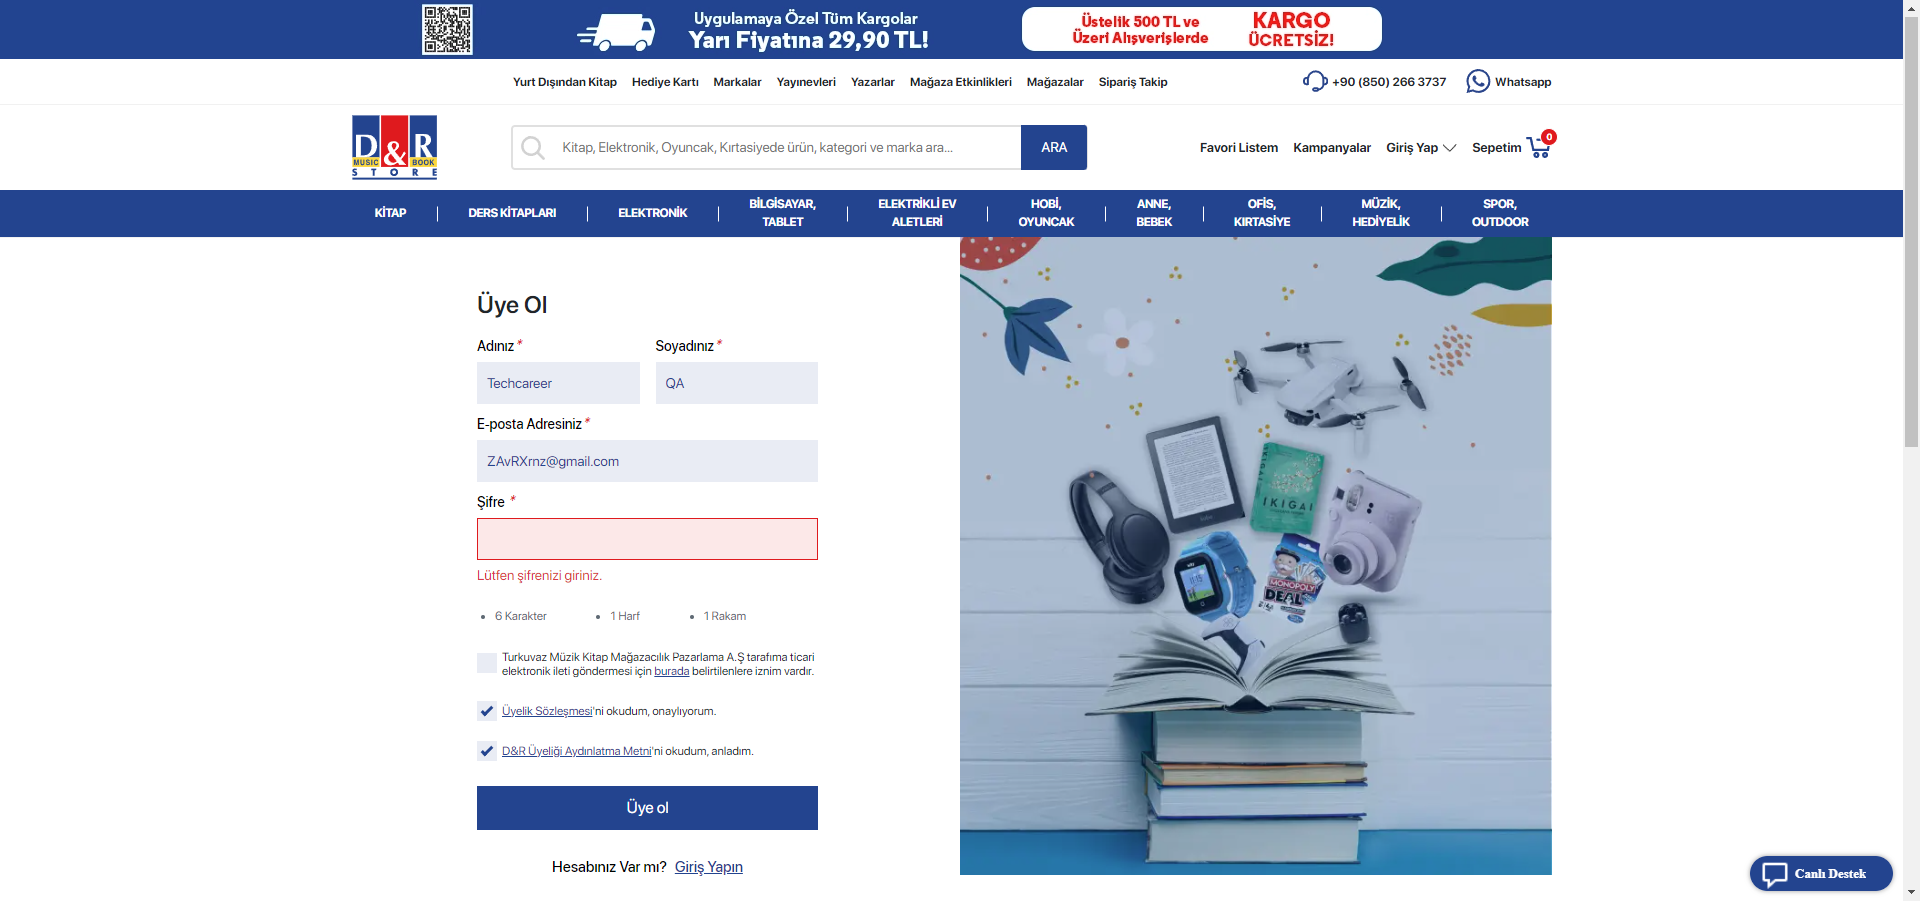 Uygulamaya Özel Tüm Kargolar
Yarı Fiyatına 29,90 TL!
Üstelik 500 TL ve
Üzeri Alışverişlerde
KARGO
ÜCRETSİZ!
Yurt Dışından Kitap Hediye Kartı Markalar Yayınevleri Yazarlar Mağaza Etkinlikleri Mağazalar Sipariş Takip
+90 (850) 266 3737 Whatsapp
D&R
MUSIC BOOK
STORE
Kitap, Elektronik, Oyuncak, Kırtasiyede ürün, kategori ve marka ara...
ARA
Favori Listem Kampanyalar Giriş Yap Sepetim 0
KİTAP
DERS KİTAPLARI
ELEKTRONİK
BİLGİSAYAR,
TABLET
ELEKTRİKLİ EV
ALETLERİ
HOBİ,
OYUNCAK
ANNE,
BEBEK
OFİS,
KIRTASİYE
MÜZİK,
HEDİYELİK
SPOR,
OUTDOOR
Üye Ol
Adınız * Soyadınız *
Techcareer QA
E-posta Adresiniz *
ZAvRXrnz@gmail.com
Şifre *
Lütfen şifrenizi giriniz.
• 6 Karakter • 1 Harf • 1 Rakam
Turkuvaz Müzik Kitap Mağazacılık Pazarlama A.Ş tarafıma ticari
elektronik ileti göndermesi için burada belirtilenlere iznim vardır.
Üyelik Sözleşmesi'ni okudum, onaylıyorum.
D&R Üyeliği Aydınlatma Metni'ni okudum, anladım.
Üye ol
Hesabınız Var mı? Giriş Yapın
IKIGAI
MONOPOLY
DEAL
Canlı Destek